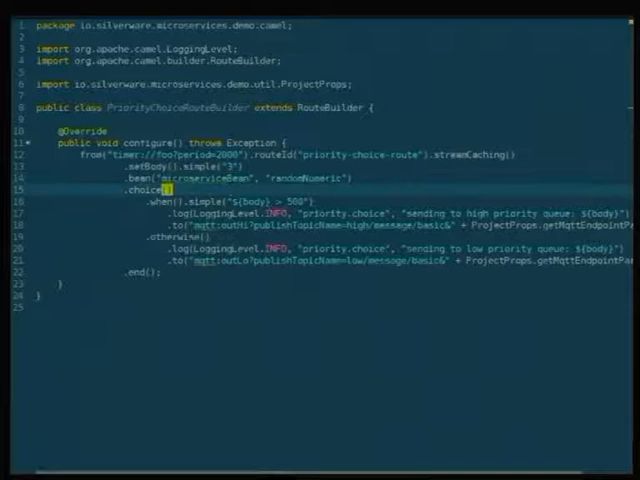 1 package io.silverware.microservices.demo.camel;
2
3 import org.apache.camel.LoggingLevel;
4 import org.apache.camel.builder.RouteBuilder;
5
6 import io.silverware.microservices.demo.util.ProjectProps;
7
8 public class PriorityChoiceRouteBuilder extends RouteBuilder {
9
10 @Override
11 public void configure() throws Exception {
12 from("timer://foo?period=2000").routeId("priority-choice-route").streamCaching()
13 .setBody().simple("3")
14 .bean("microserviceBean", "randomNumeric")
15 .choice()
16 .when().simple("${body} > 500")
17 .log(LoggingLevel.INFO, "priority.choice", "sending to high priority queue: ${body}")
18 .to("mqtt:outHi?publishTopicName=high/message/basic&" + ProjectProps.getMqttEndpointPa
19 .otherwise()
20 .log(LoggingLevel.INFO, "priority.choice", "sending to low priority queue: ${body}")
21 .to("mqtt:outLo?publishTopicName=low/message/basic&" + ProjectProps.getMqttEndpointPar
22 .end();
23 }
24 }
25